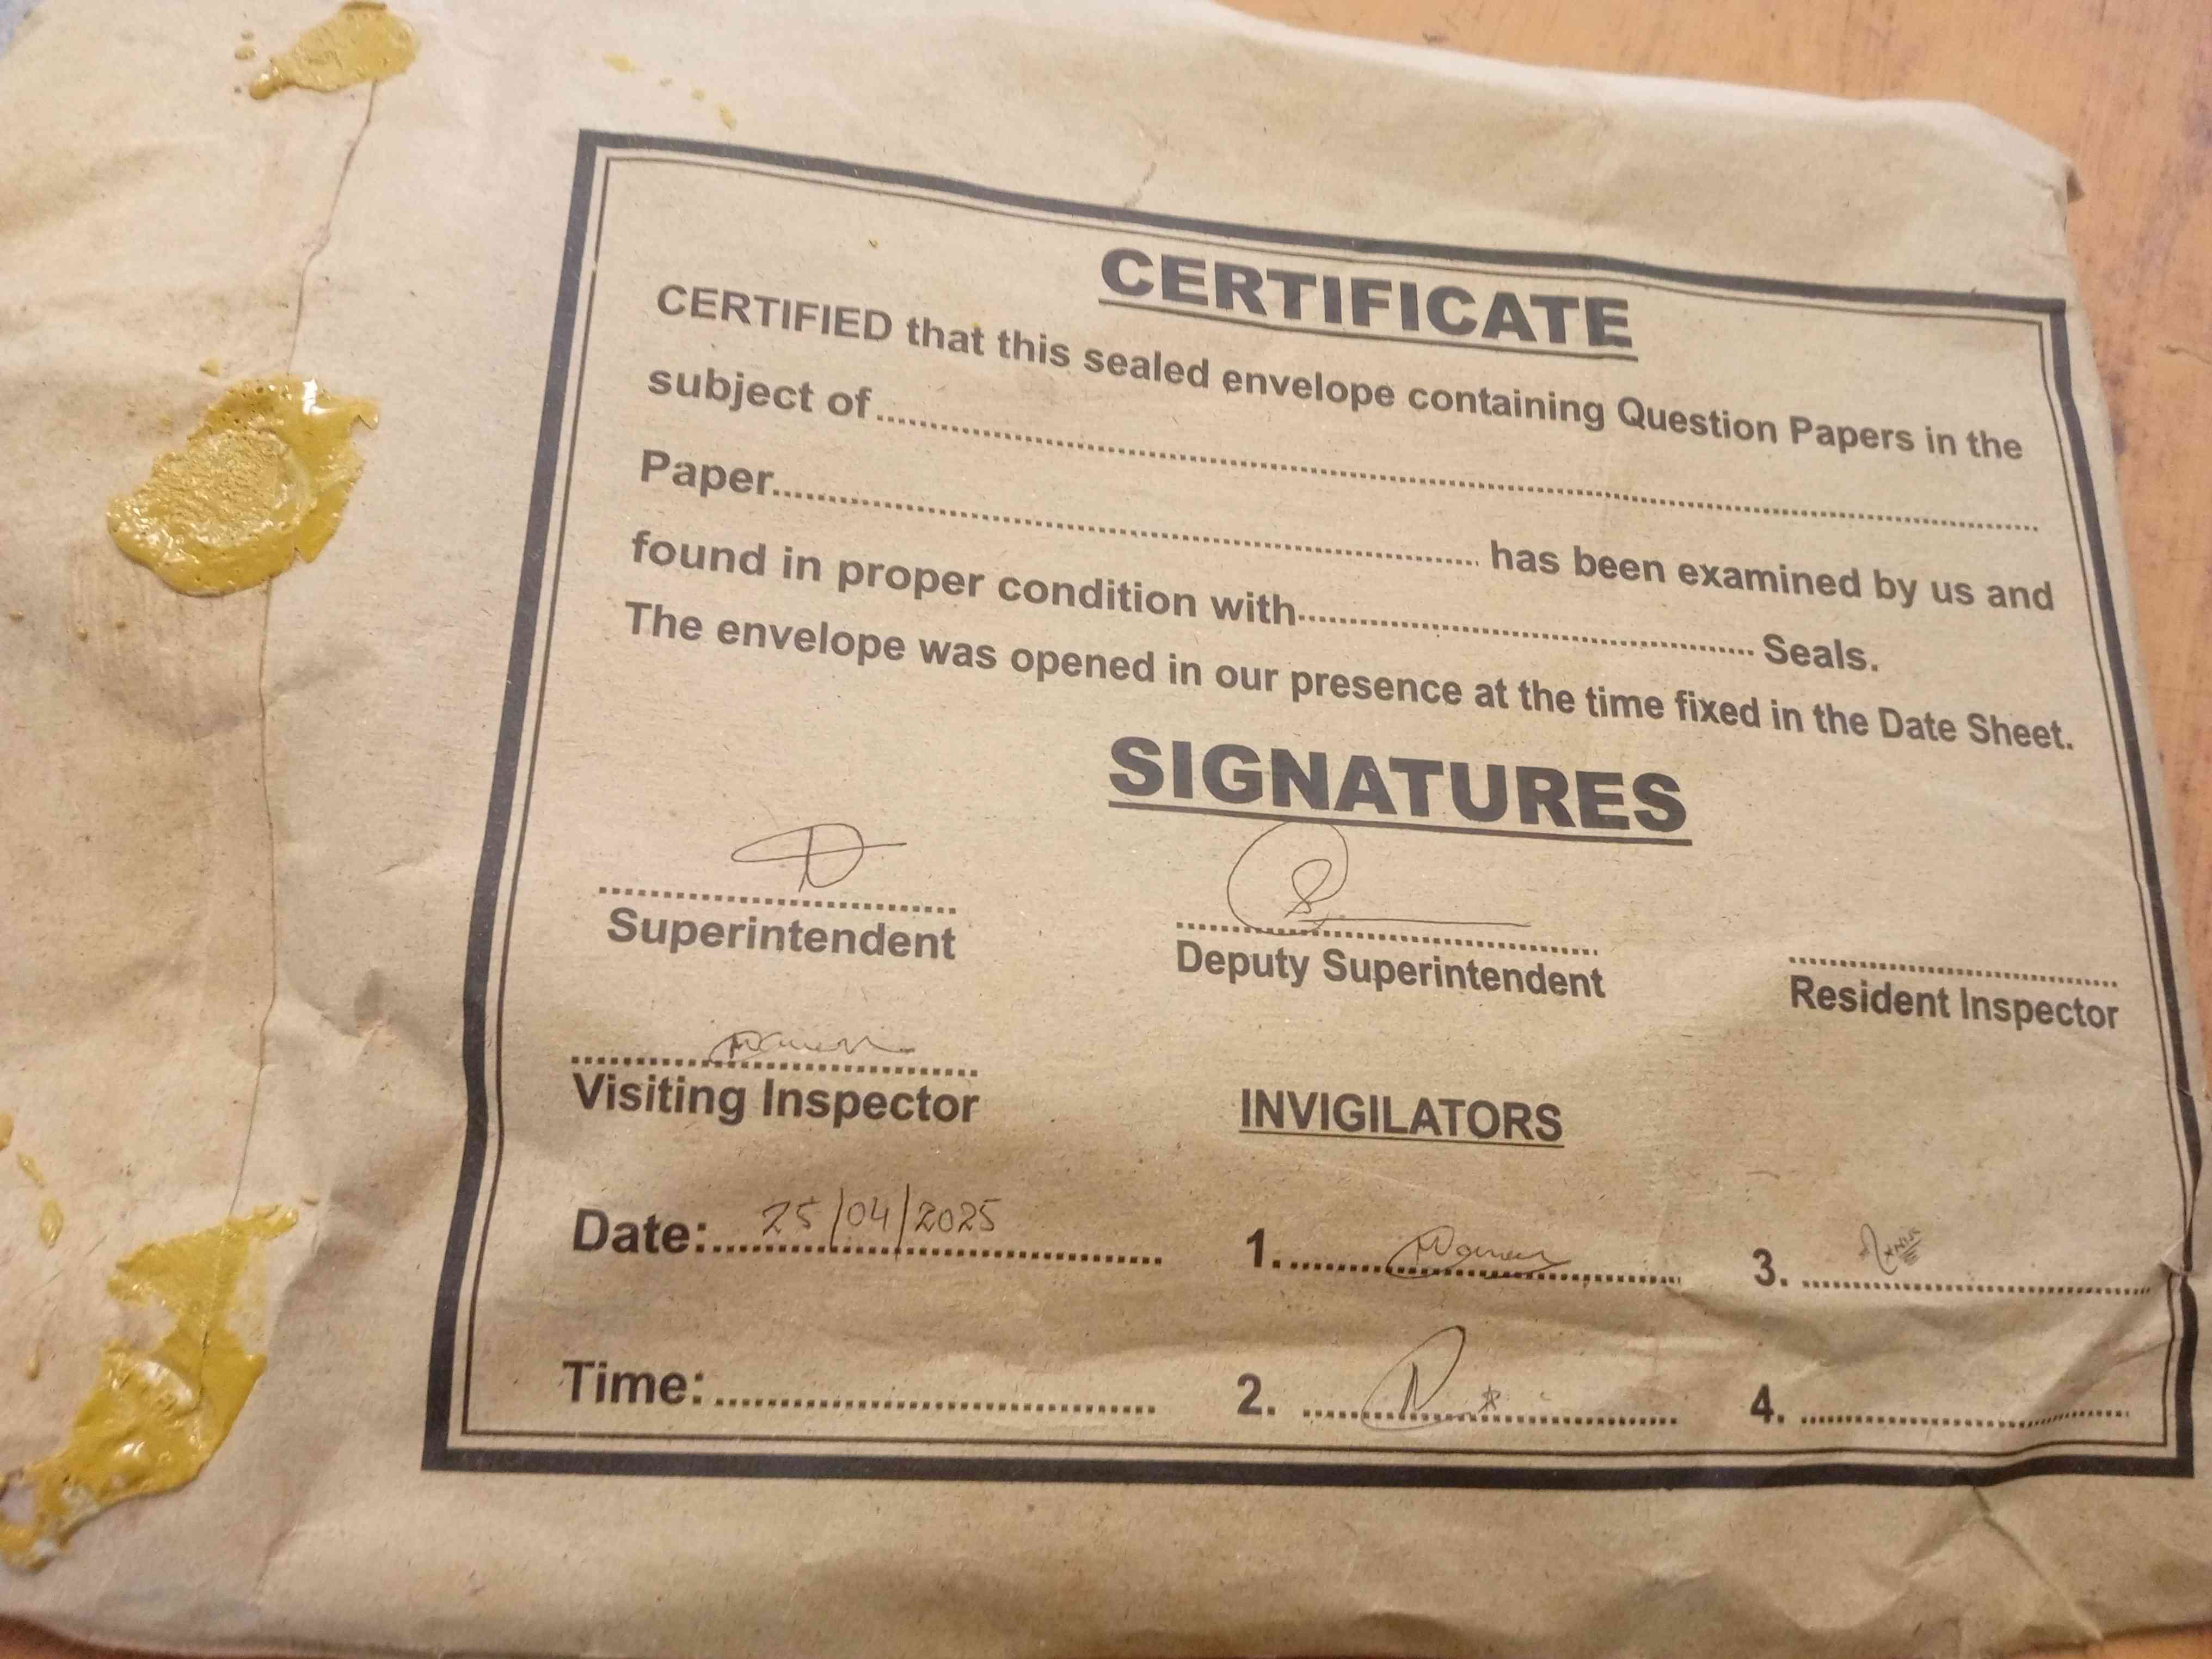 CERTIFICATE
CERTIFIED that this sealed envelope containing Question Papers in the
subject of........................
Paper........................ has been examined by us and
found in proper condition with........................ Seals.
The envelope was opened in our presence at the time fixed in the Date Sheet.
SIGNATURES
Superintendent Deputy Superintendent Resident Inspector
Visiting Inspector INVIGILATORS
Date: 25/04/2025 1. 3.
Time: 2. 4.